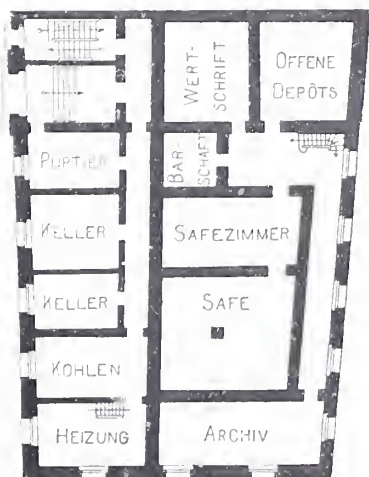 WERT-
SCHRIFT
OFFENE
DEPÔTS
PORTIER
BAR-
SCHAFT
KELLER
SAFEZIMMER
KELLER
SAFE
KOHLEN
HEIZUNG
ARCHIV